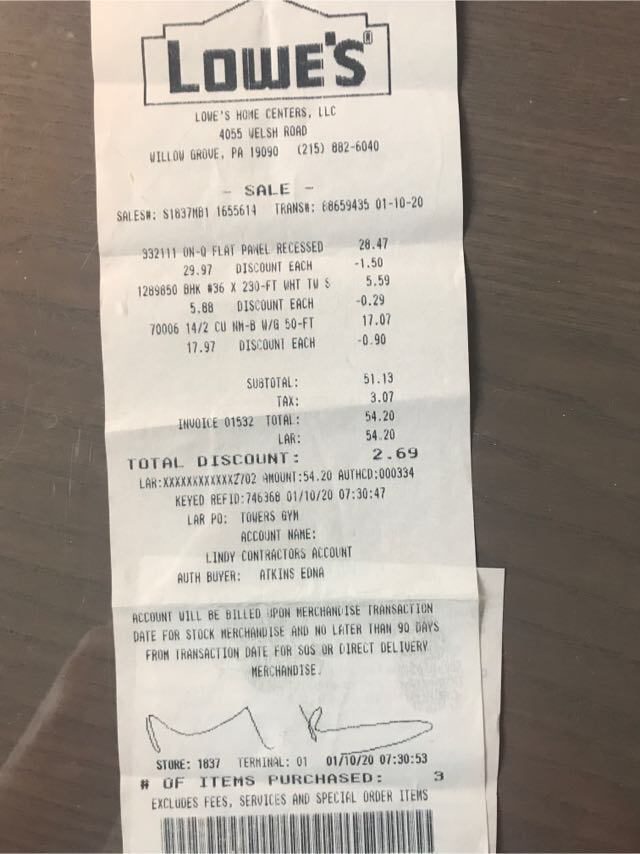 LOWE'S®
LOWE'S HOME CENTERS, LLC
4055 WELSH ROAD
WILLOW GROVE, PA 19090 (215) 882-6040
- SALE -
SALES#: S1837MB1 1655614 TRANS#: 88659435 01-10-20
332111 ON-Q FLAT PANEL RECESSED 28.47
29.97 DISCOUNT EACH -1.50
1289850 BHK #36 X 230-FT WHT TW S 5.59
5.88 DISCOUNT EACH -0.29
70006 14/2 CU NM-B W/G 50-FT 17.07
17.97 DISCOUNT EACH -0.90
SUBTOTAL: 51.13
TAX: 3.07
INVOICE 01532 TOTAL: 54.20
LAR: 54.20
TOTAL DISCOUNT: 2.69
LAR:XXXXXXXXXXXX2702 AMOUNT:54.20 AUTHCD:000334
KEYED REFID:746368 01/10/20 07:30:47
LAR PO: TOWERS GYM
ACCOUNT NAME:
LINDY CONTRACTORS ACCOUNT
AUTH BUYER: ATKINS EDNA
ACCOUNT WILL BE BILLED UPON MERCHANDISE TRANSACTION
DATE FOR STOCK MERCHANDISE AND NO LATER THAN 90 DAYS
FROM TRANSACTION DATE FOR SOS OR DIRECT DELIVERY
MERCHANDISE.
STORE: 1837 TERMINAL: 01 01/10/20 07:30:53
# OF ITEMS PURCHASED: 3
EXCLUDES FEES, SERVICES AND SPECIAL ORDER ITEMS